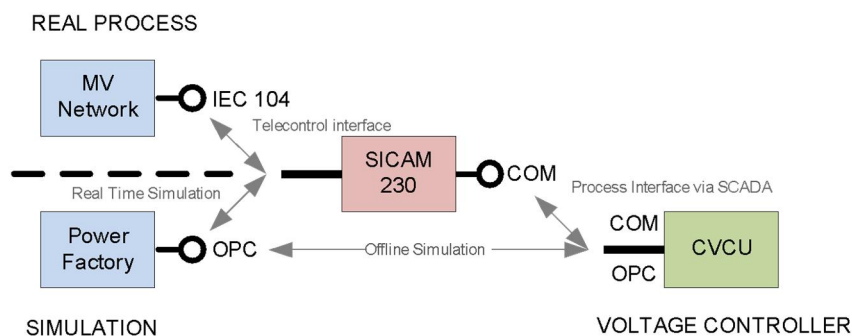 REAL PROCESS
MV
Network
IEC 104
Telecontrol interface
SICAM
230
COM
Real Time Simulation
Process Interface via SCADA
Power
Factory
OPC
Offline Simulation
COM
OPC
CVCU
SIMULATION
VOLTAGE CONTROLLER